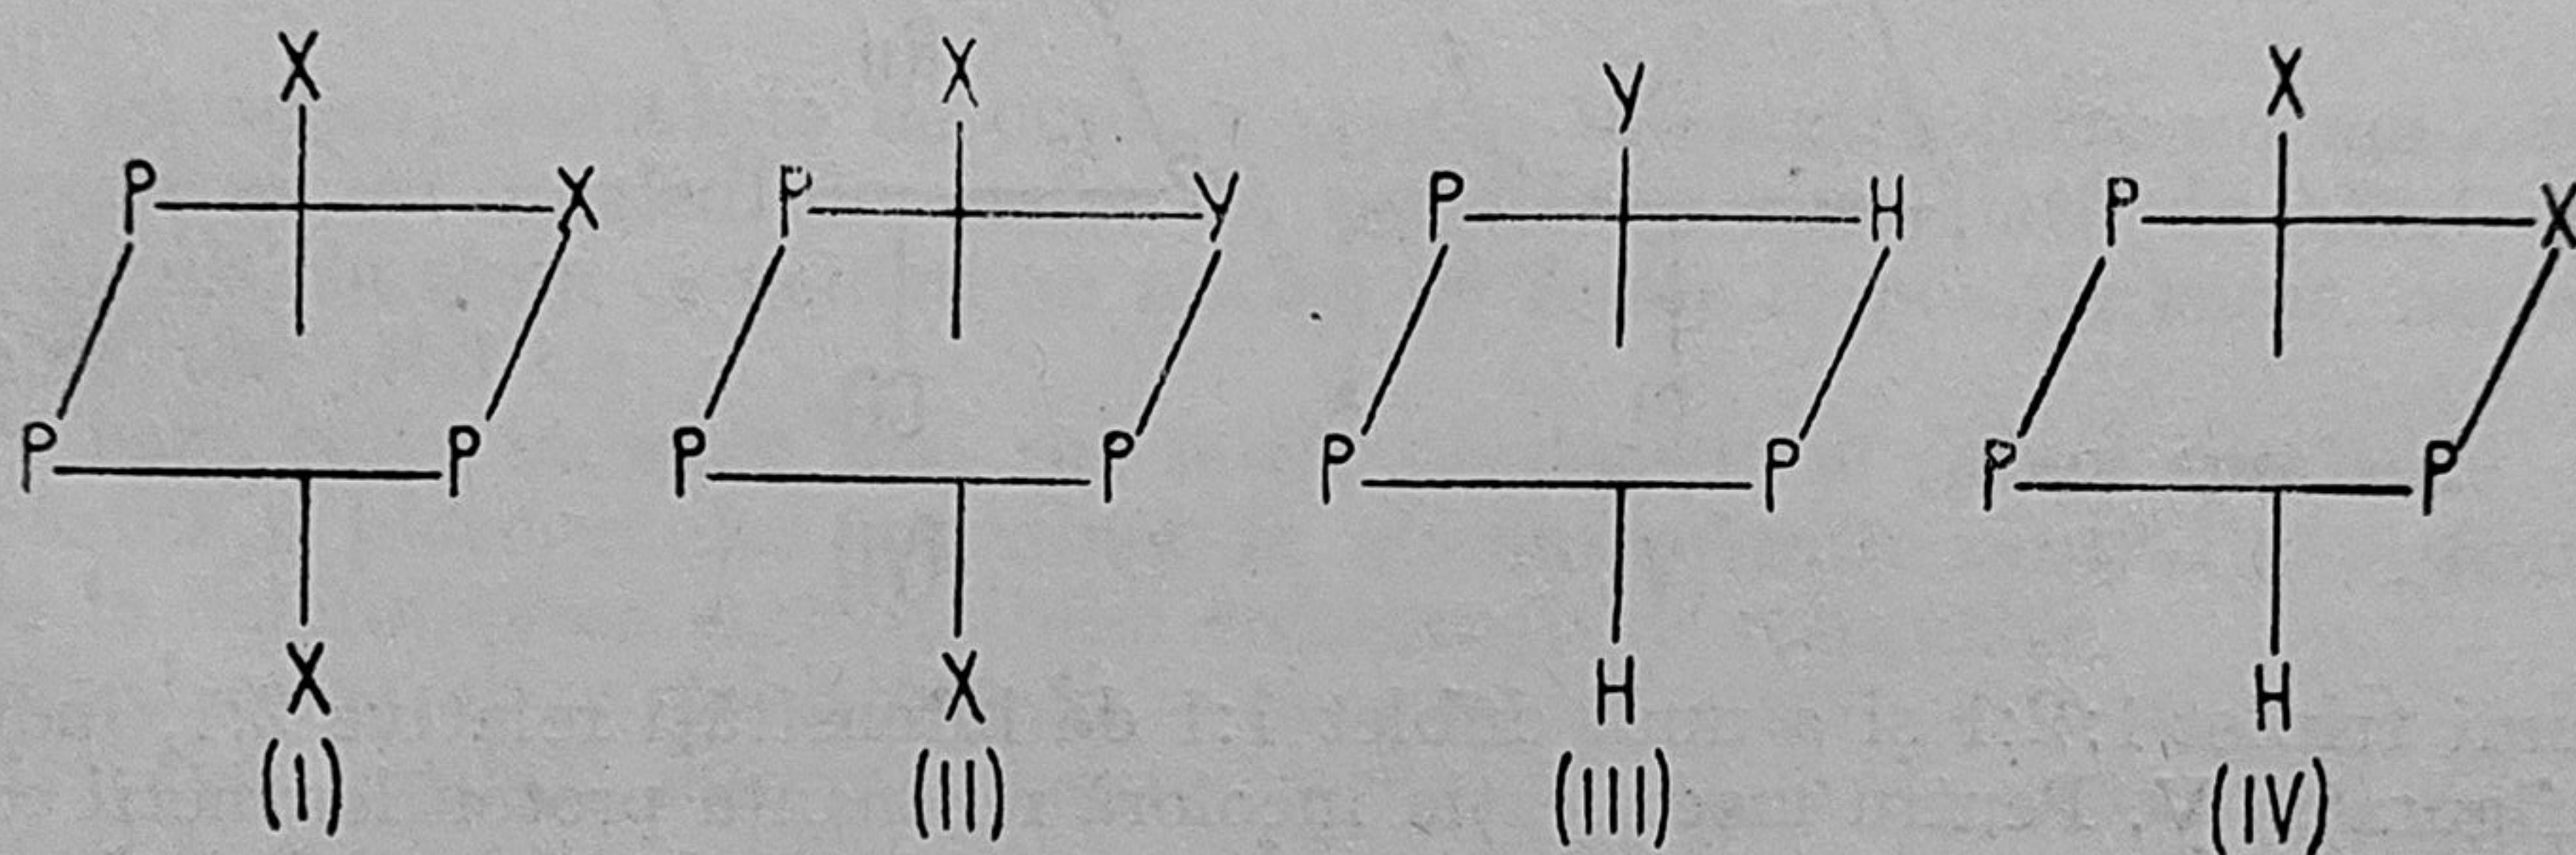 X X Y X
P X P Y P H P X
P P P P P P P P
X X H H
(I) (II) (III) (IV)